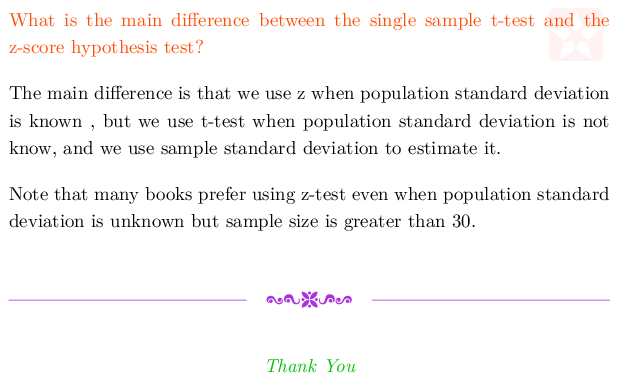 What is the main difference between the single sample t-test and the
z-score hypothesis test?
The main difference is that we use z when population standard deviation
is known , but we use t-test when population standard deviation is not
know, and we use sample standard deviation to estimate it.
Note that many books prefer using z-test even when population standard
deviation is unknown but sample size is greater than 30.
Thank You